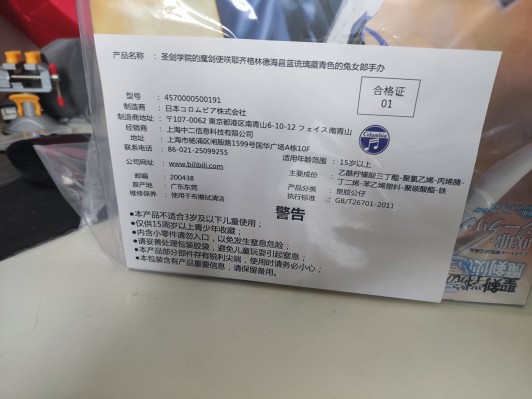 产品名称： 圣剑学院的魔剑使咲耶齐格林德海昌蓝琉璃藏青色的兔女郎手办
合格证
01
型号： 4570000500191
制造商： 日本コロムビア株式会社
制造商地址： 〒107-0062 東京都港区南青山6-10-12 フェイス南青山
经销商： 上海中二信息科技有限公司
地址： 上海市杨浦区闸殷路1599号国华广场A栋10F
联系电话： 86-021-25099255
公司网站： www.bilibili.com
邮编： 200438
原产地： 广东东莞
维修保养： 使用干布擦拭清洁
Columbia
适用年龄范围： 15岁以上
主要成份： 乙酰柠檬酸三丁酯-聚氯乙烯-丙烯腈-
丁二烯-苯乙烯塑料-聚碳酸酯-铁
产品分类： 塑胶公仔
执行标准： GB/T26701-2011
警告
●本产品不适合3岁及以下儿童使用；
●仅供15周岁以上青少年收藏；
●内含小零件请勿入口，以免发生窒息危险；
●请妥善处理包装胶袋，避免儿童玩耍引起窒息；
●本产品部分部件存有锐利尖端，使用时请务必小心；
●本包装含有产品重要信息，请保留备用。